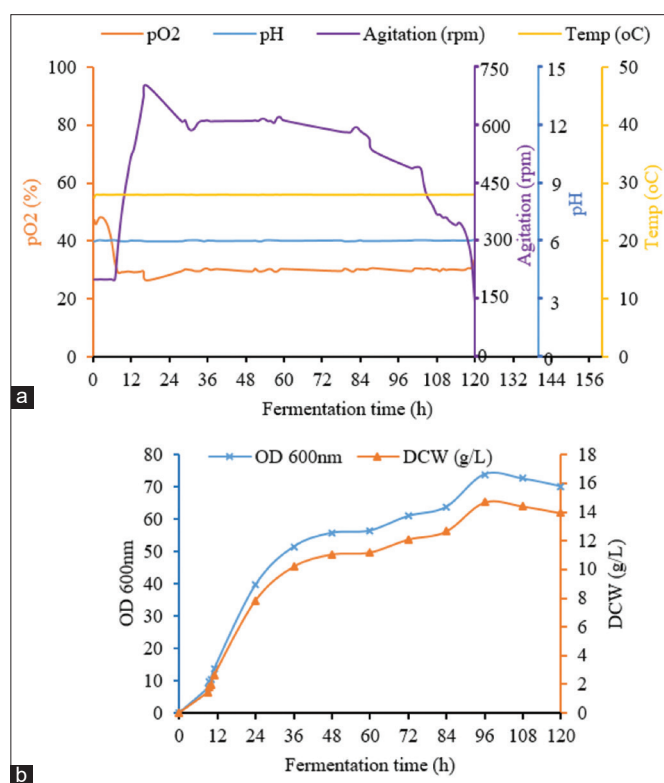 pO2 pH Agitation (rpm) Temp (oC)
100 750 15 50
80 600 12 40
60 450 9 30
40 300 6 20
20 150 3 10
0 0 0 0
pO2 (%)
Agitation (rpm)
pH
Temp (oC)
0 12 24 36 48 60 72 84 96 108 120 132 144 156
Fermentation time (h)
a
OD 600nm DCW (g/L)
80 18
70 16
60 14
50 12
40 10
30 8
20 6
10 4
0 2
0
OD 600nm
DCW (g/L)
0 12 24 36 48 60 72 84 96 108 120
Fermentation time (h)
b